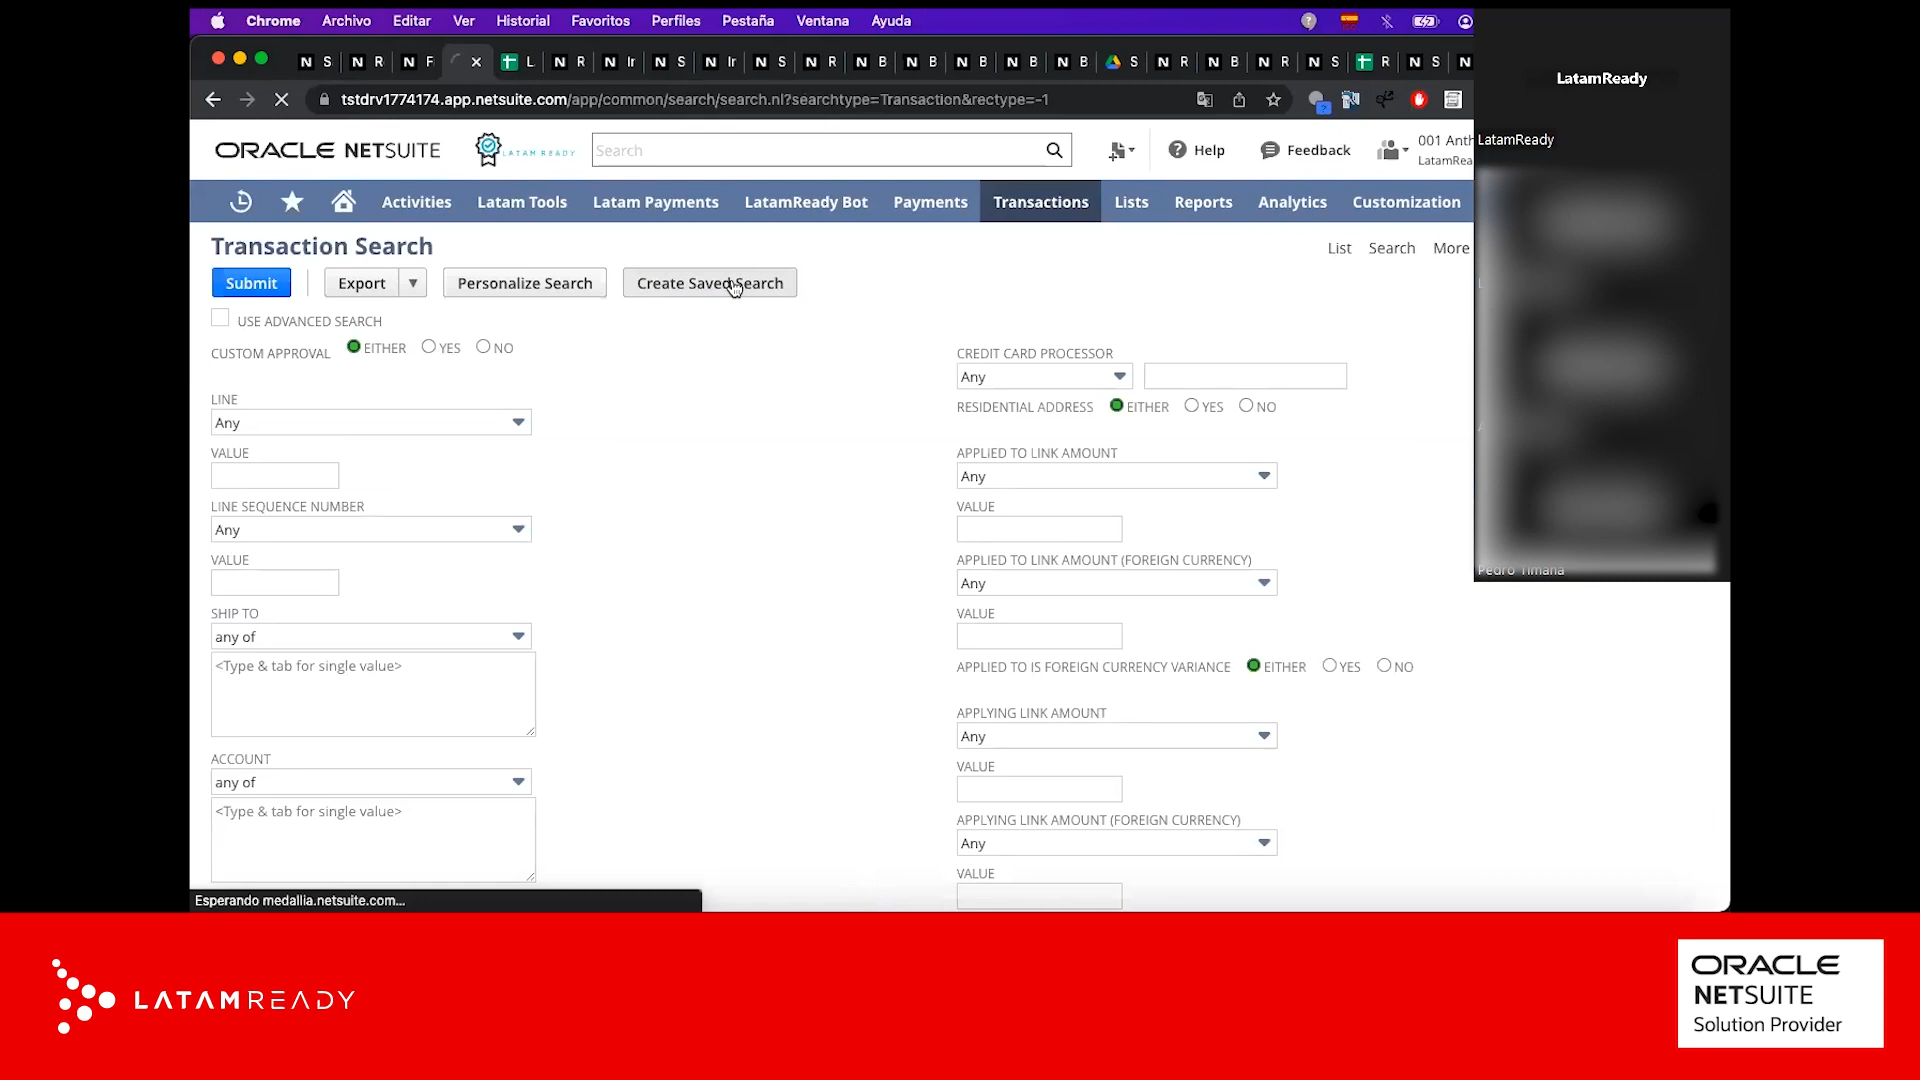 Chrome Archivo Editar Ver Historial Favoritos Perfiles Pestaña Ventana Ayuda
S R F L R Ir S Ir S R B B B B B S R B R S R S
tstdrv1774174.app.netsuite.com/app/common/search/search.nl?searchtype=Transaction&rectype=-1
ORACLE NETSUITE
LATAM READY
Search
Help
Feedback
001 Anth
LatamRea
Activities Latam Tools Latam Payments LatamReady Bot Payments Transactions Lists Reports Analytics Customization
Transaction Search
List Search More
Submit Export Personalize Search Create Saved Search
USE ADVANCED SEARCH
CUSTOM APPROVAL EITHER YES NO
LINE
Any
VALUE
LINE SEQUENCE NUMBER
Any
VALUE
SHIP TO
any of
<Type & tab for single value>
ACCOUNT
any of
<Type & tab for single value>
CREDIT CARD PROCESSOR
Any
RESIDENTIAL ADDRESS EITHER YES NO
APPLIED TO LINK AMOUNT
Any
VALUE
APPLIED TO LINK AMOUNT (FOREIGN CURRENCY)
Any
VALUE
APPLIED TO IS FOREIGN CURRENCY VARIANCE EITHER YES NO
APPLYING LINK AMOUNT
Any
VALUE
APPLYING LINK AMOUNT (FOREIGN CURRENCY)
Any
VALUE
Esperando medallia.netsuite.com...
LatamReady
LatamReady
Pedro Timana
LATAMREADY
ORACLE
NETSUITE
Solution Provider